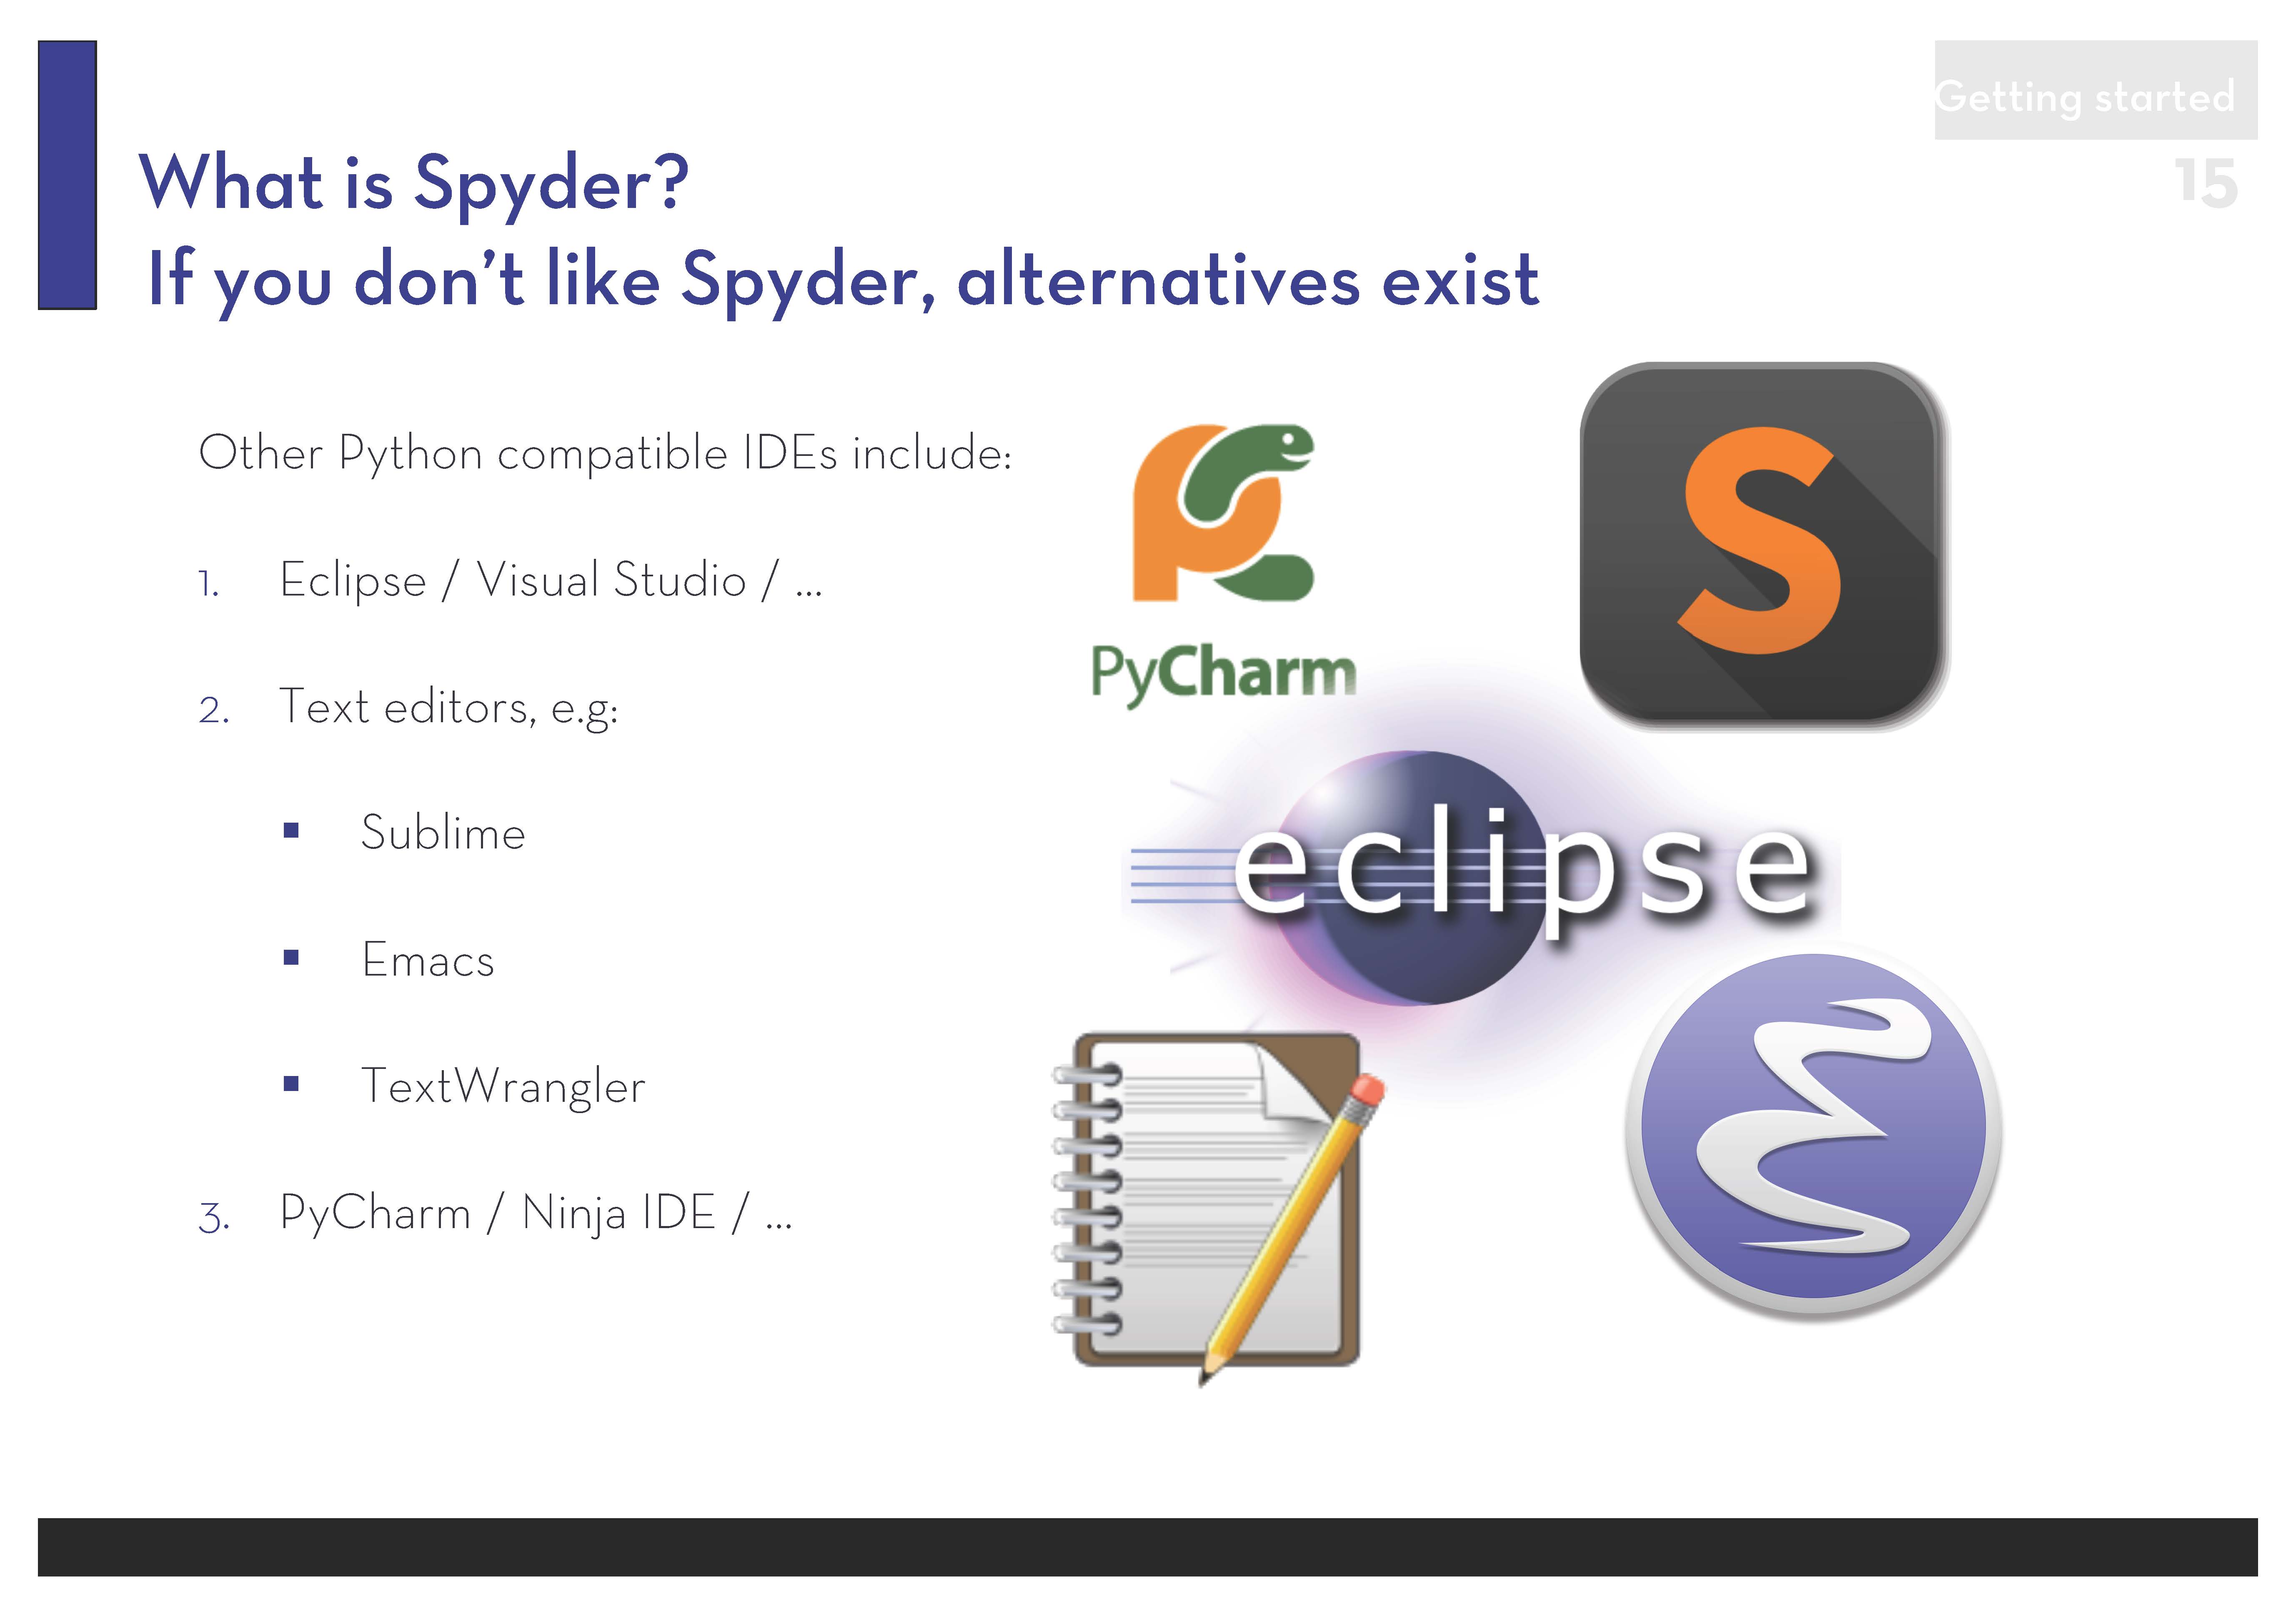 Getting started
15
What is Spyder?
If you don’t like Spyder, alternatives exist
Other Python compatible IDEs include:
1. Eclipse / Visual Studio / ...
2. Text editors, e.g:
▪ Sublime
▪ Emacs
▪ TextWrangler
3. PyCharm / Ninja IDE / ...
PyCharm
S
eclipse